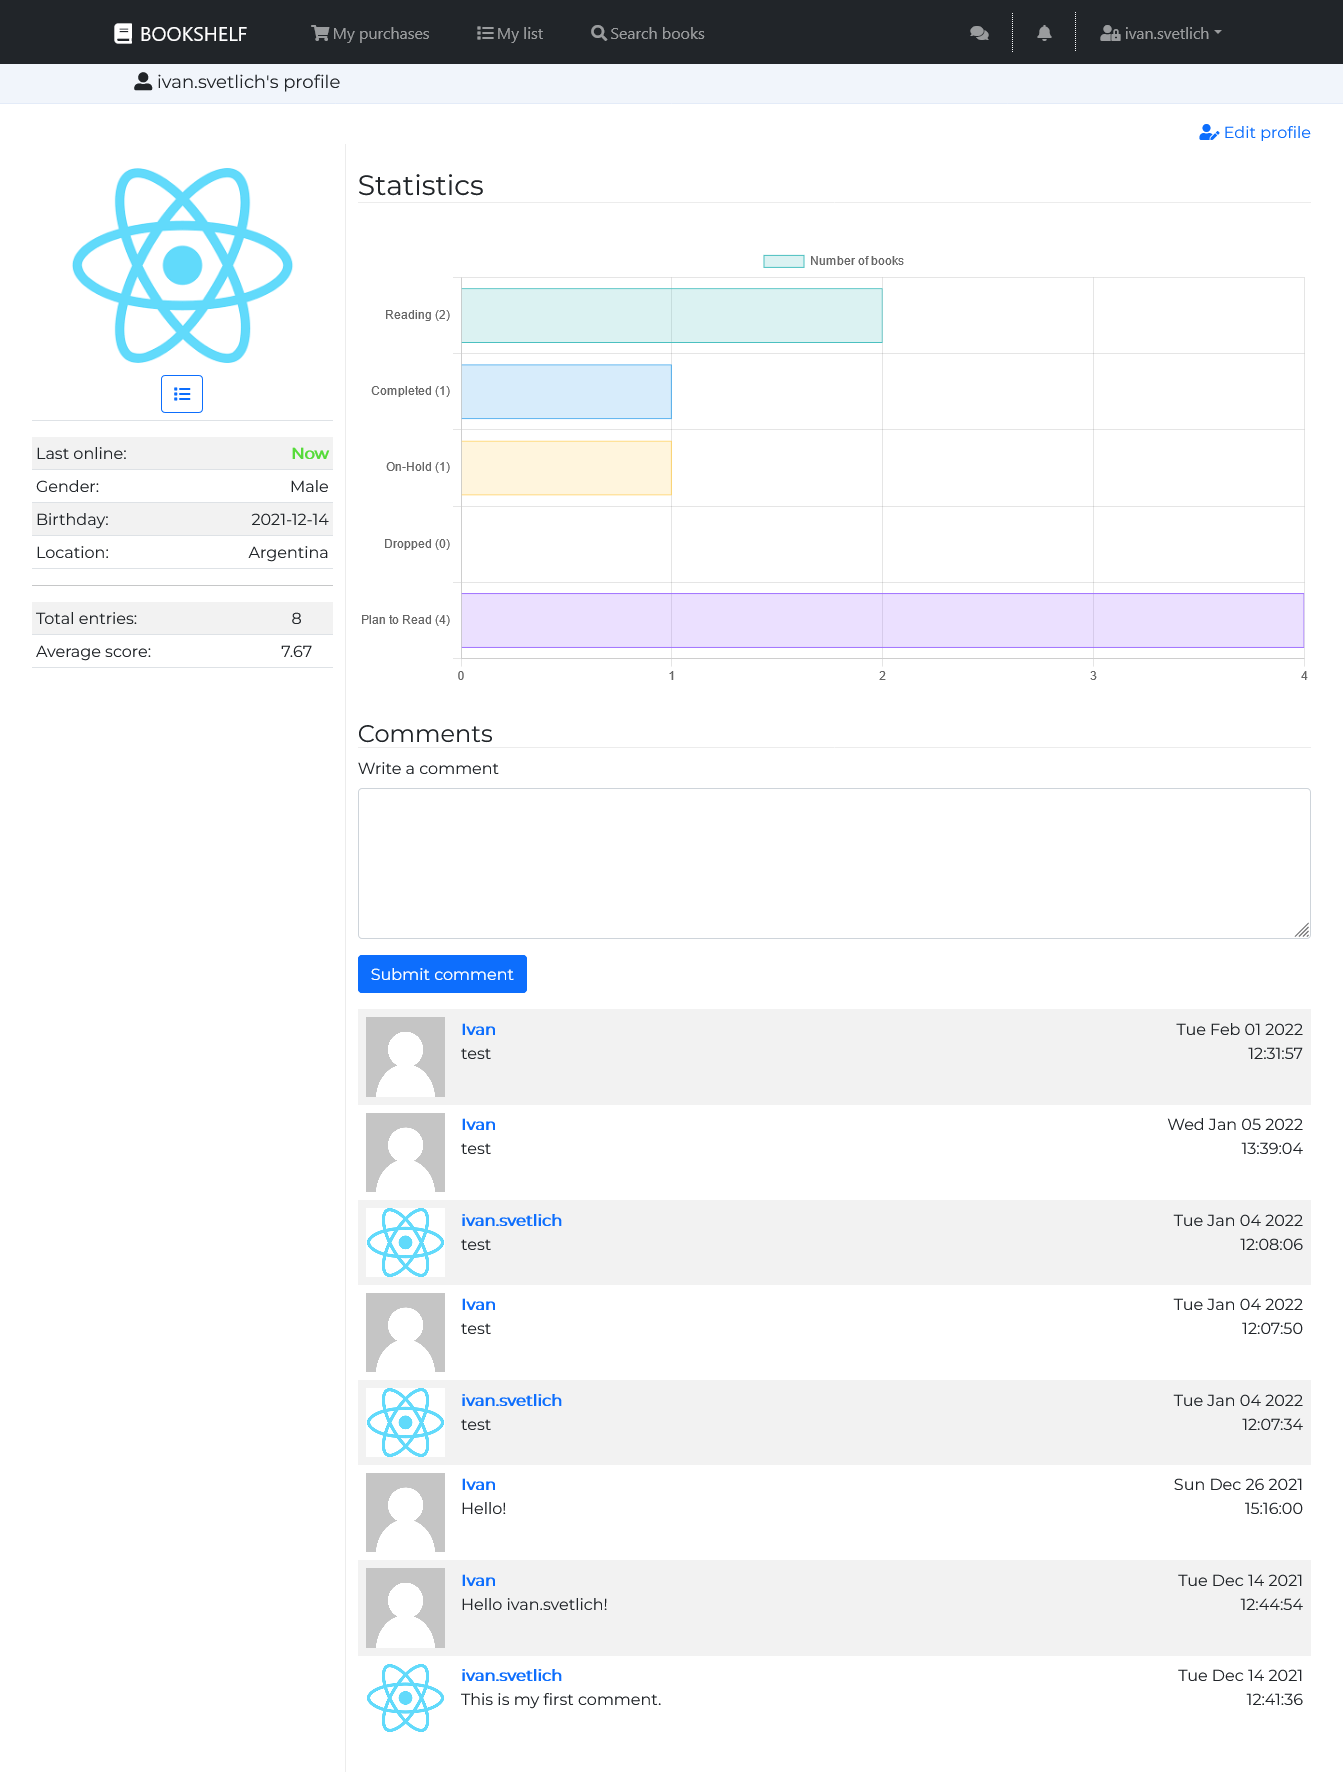 BOOKSHELF My purchases My list Search books ivan.svetlich
ivan.svetlich's profile
Edit profile
Last online: Now
Gender: Male
Birthday: 2021-12-14
Location: Argentina
Total entries: 8
Average score: 7.67
Statistics
Number of books
Reading (2)
Completed (1)
On-Hold (1)
Dropped (0)
Plan to Read (4)
0 1 2 3 4
Comments
Write a comment
Submit comment
Ivan Tue Feb 01 2022
test 12:31:57
Ivan Wed Jan 05 2022
test 13:39:04
ivan.svetlich Tue Jan 04 2022
test 12:08:06
Ivan Tue Jan 04 2022
test 12:07:50
ivan.svetlich Tue Jan 04 2022
test 12:07:34
Ivan Sun Dec 26 2021
Hello! 15:16:00
Ivan Tue Dec 14 2021
Hello ivan.svetlich! 12:44:54
ivan.svetlich Tue Dec 14 2021
This is my first comment. 12:41:36